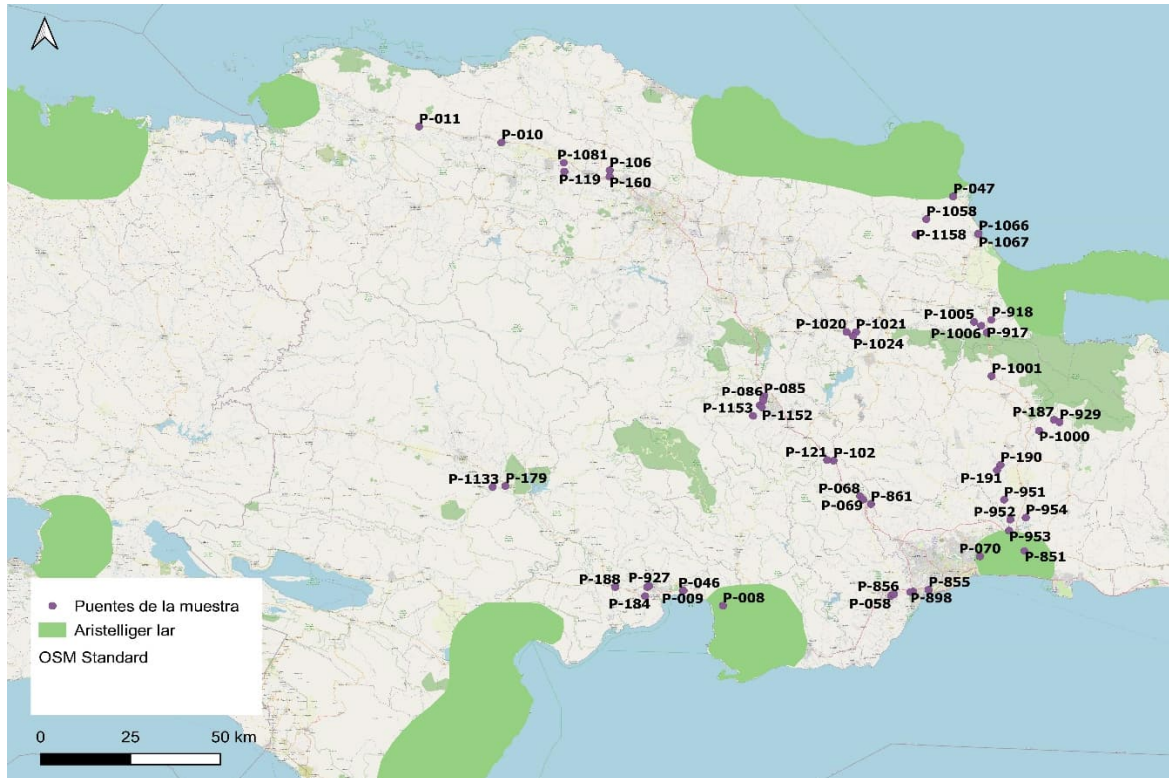 P-011
P-010
P-1081
P-106
P-119
P-160
P-047
P-1058
P-1066
P-1158
P-1067
P-1005
P-918
P-1020
P-1021
P-1006
P-917
P-1024
P-1001
P-086
P-085
P-1153
P-1152
P-187
P-929
P-1000
P-121
P-102
P-190
P-191
P-1133
P-179
P-068
P-861
P-069
P-951
P-952
P-954
P-953
P-070
P-851
P-188
P-927
P-046
P-184
P-009
P-008
P-856
P-855
P-058
P-898
Puentes de la muestra
Aristelliger lar
OSM Standard
0 25 50 km